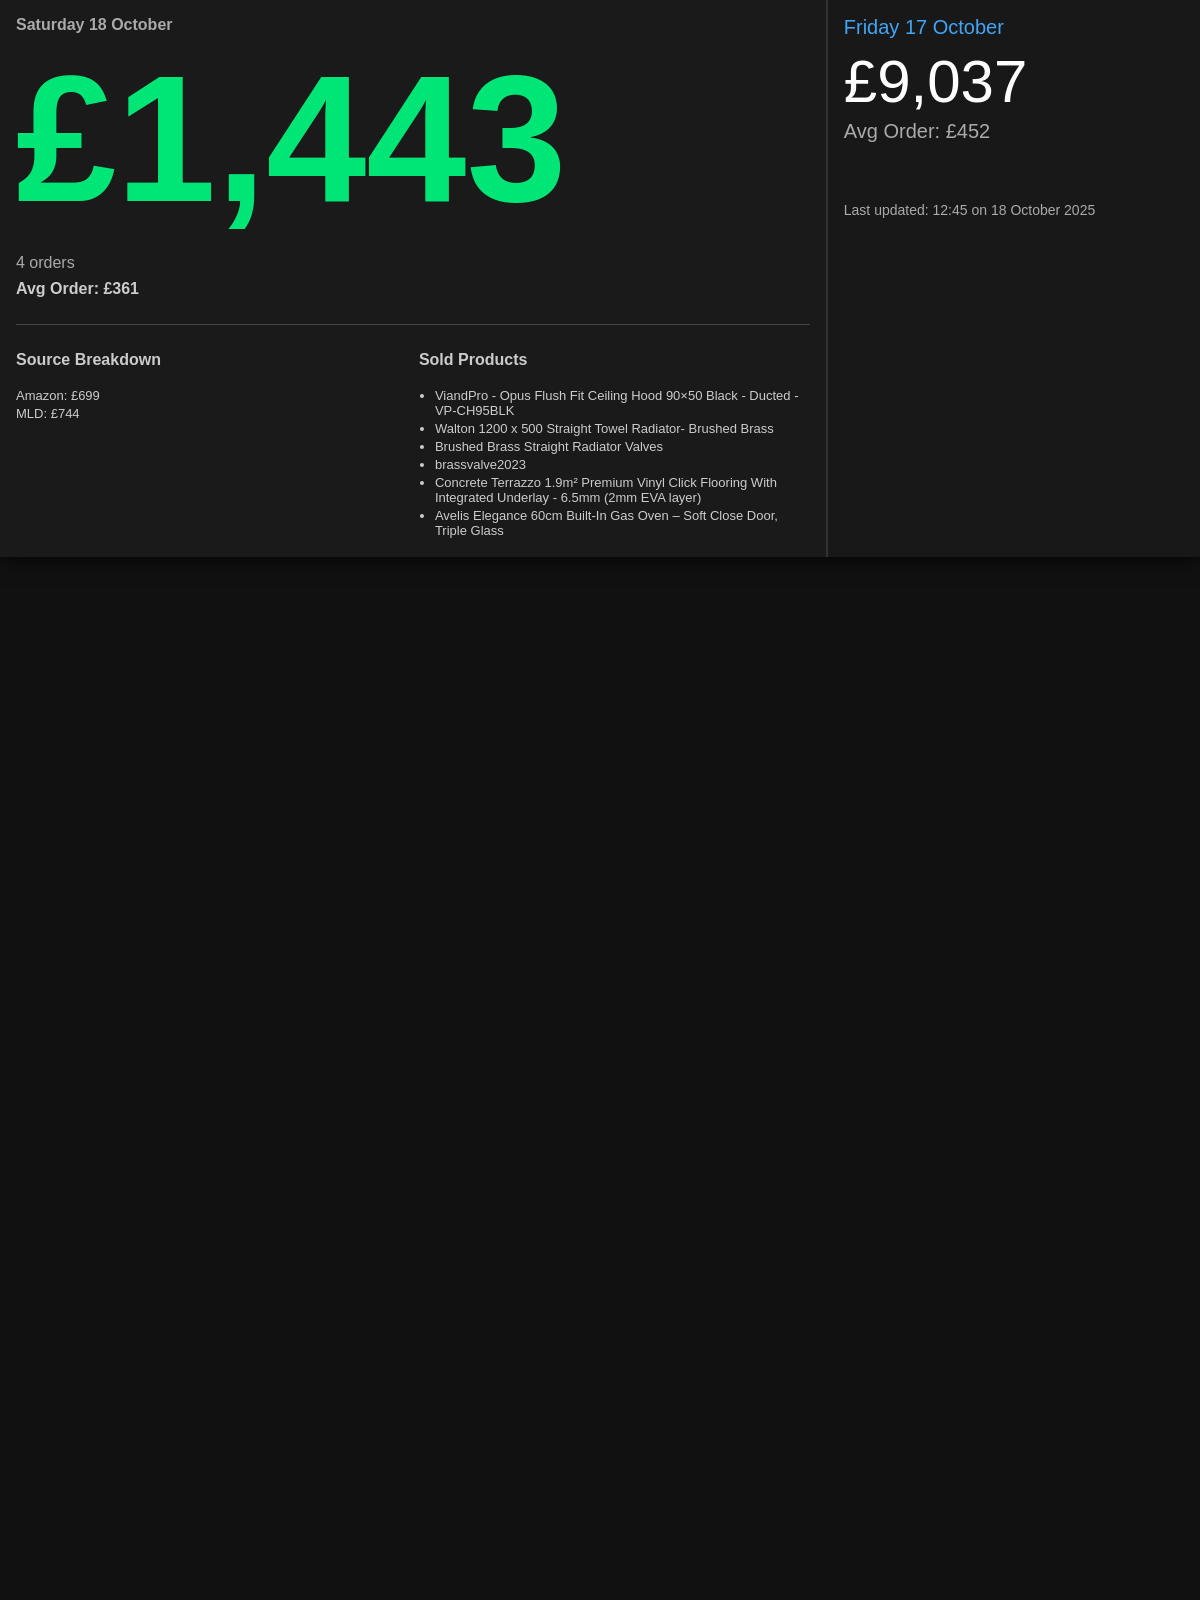 Saturday 18 October
£1,443
4 orders
Avg Order: £361
Source Breakdown
Amazon: £699
MLD: £744
Sold Products
• ViandPro - Opus Flush Fit Ceiling Hood 90×50 Black - Ducted -
VP-CH95BLK
• Walton 1200 x 500 Straight Towel Radiator- Brushed Brass
• Brushed Brass Straight Radiator Valves
• brassvalve2023
• Concrete Terrazzo 1.9m² Premium Vinyl Click Flooring With
Integrated Underlay - 6.5mm (2mm EVA layer)
• Avelis Elegance 60cm Built-In Gas Oven – Soft Close Door,
Triple Glass
Friday 17 October
£9,037
Avg Order: £452
Last updated: 12:45 on 18 October 2025